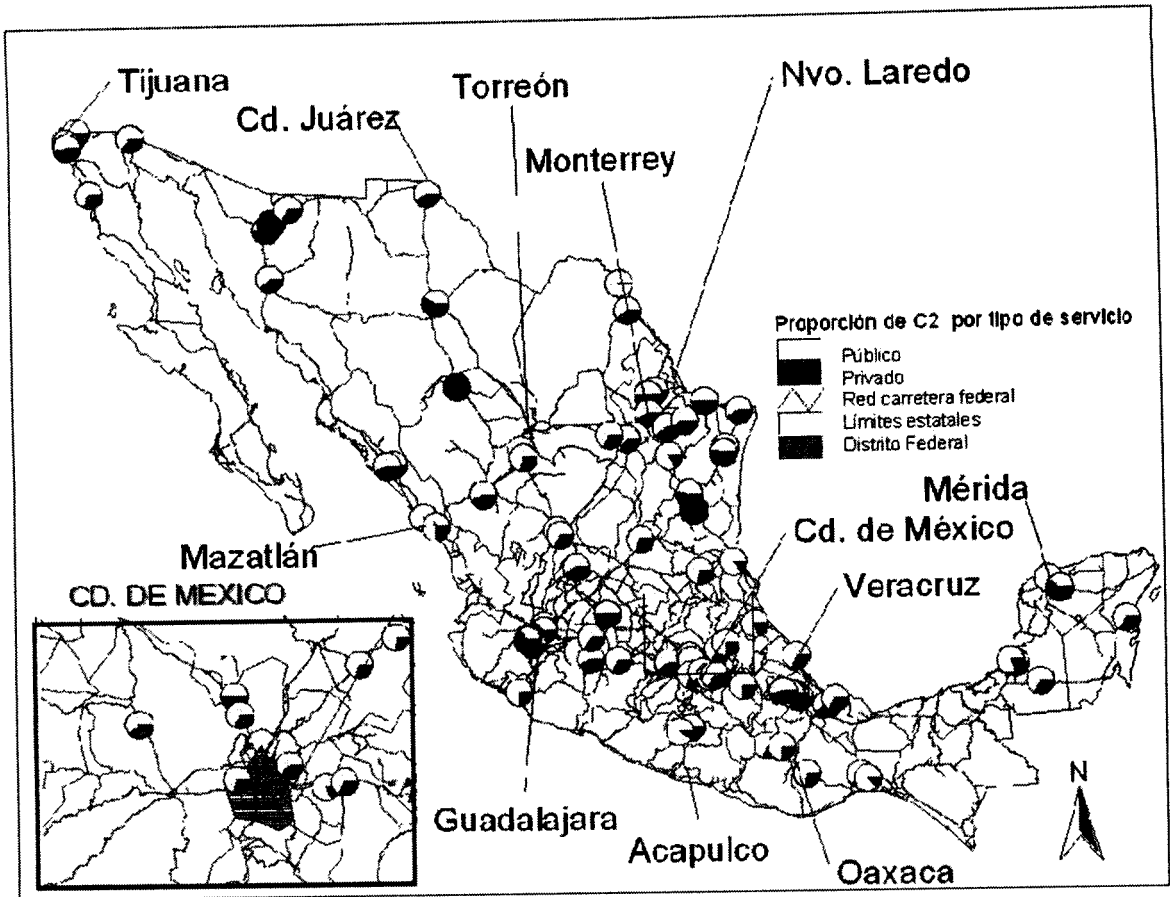 Tijuana
Torreón
Nvo. Laredo
Cd. Juárez
Monterrey
Proporción de C2 por tipo de servicio
Público
Privado
Red carretera federal
Límites estatales
Distrito Federal
Mérida
Cd. de México
Mazatlán
Veracruz
CD. DE MEXICO
N
Guadalajara
Acapulco
Oaxaca